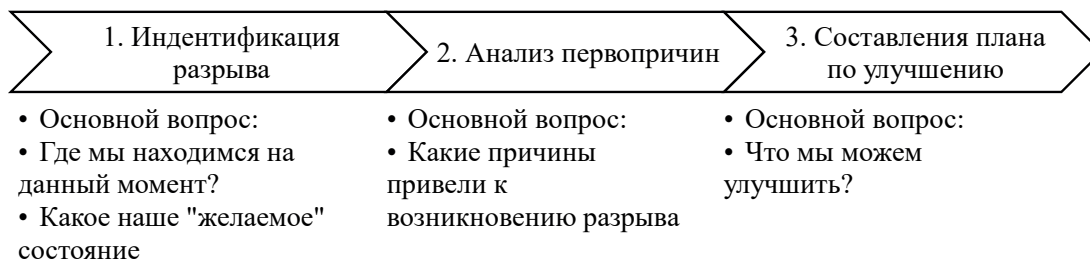 1. Индентификация
разрыва
2. Анализ первопричин
3. Составления плана
по улучшению
• Основной вопрос:
• Где мы находимся на
данный момент?
• Какое наше "желаемое"
состояние
• Основной вопрос:
• Какие причины
привели к
возникновению разрыва
• Основной вопрос:
• Что мы можем
улучшить?